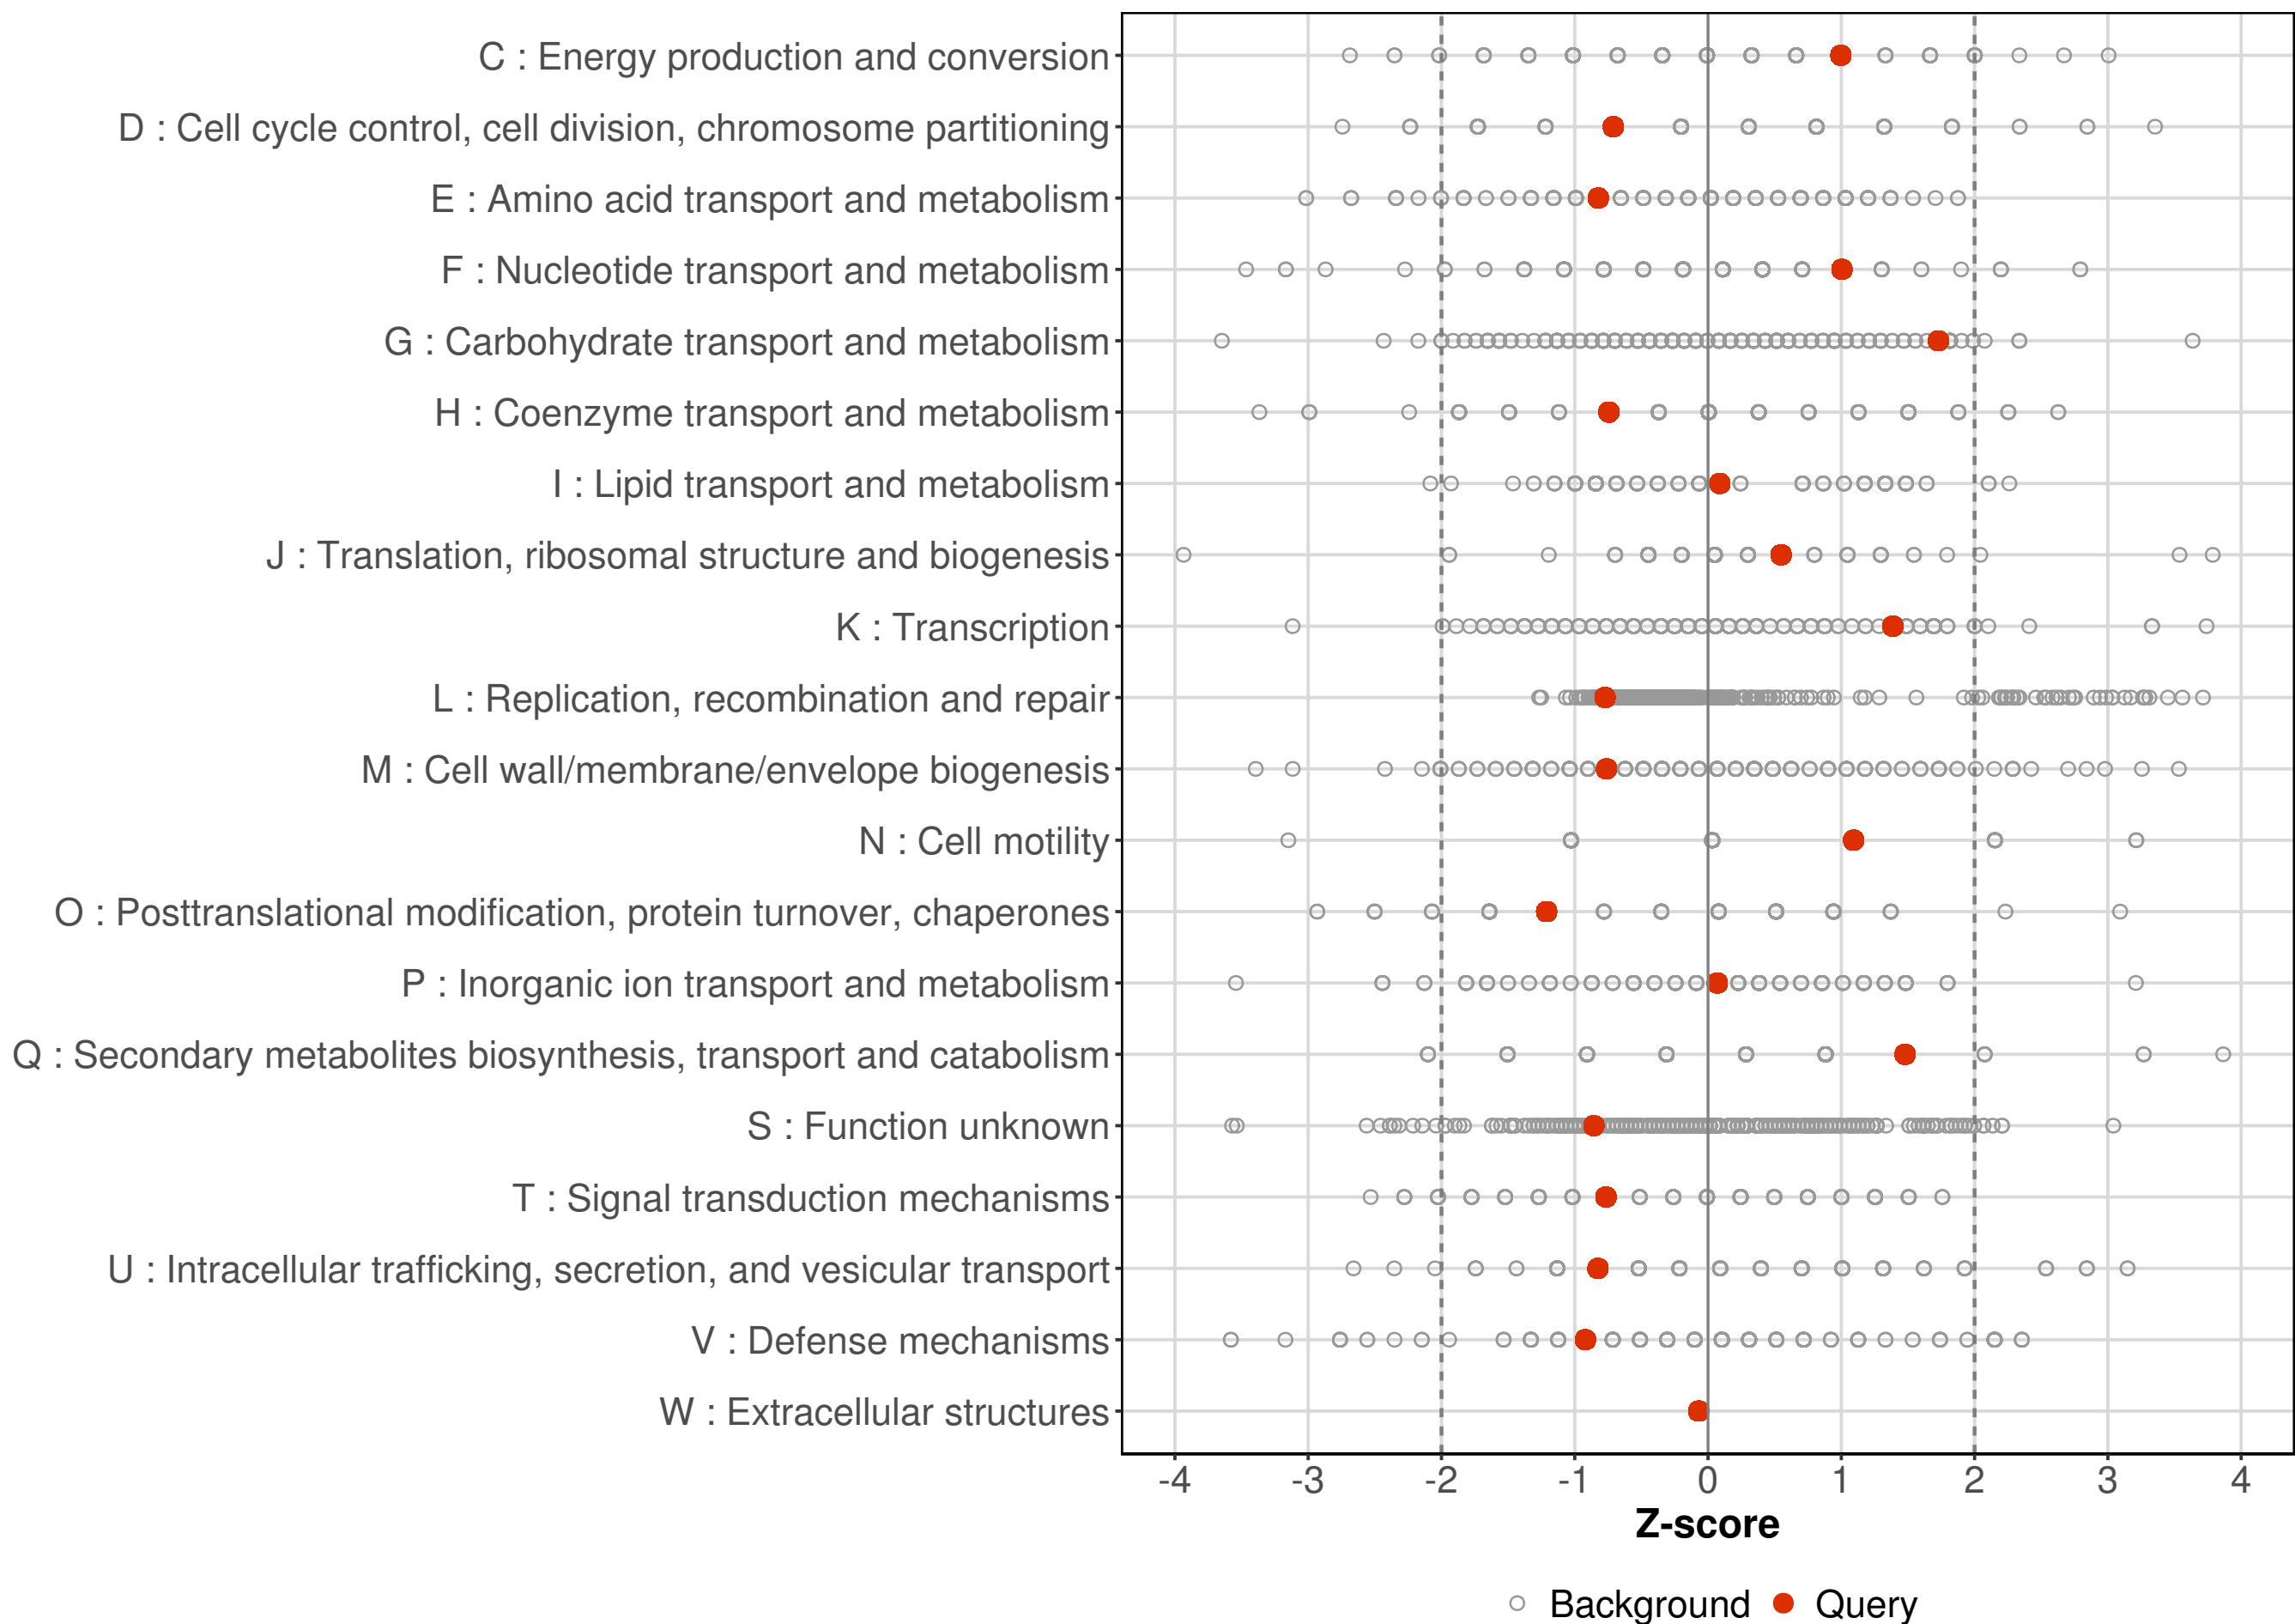 C : Energy production and conversion
D : Cell cycle control, cell division, chromosome partitioning
E : Amino acid transport and metabolism
F : Nucleotide transport and metabolism
G : Carbohydrate transport and metabolism
H : Coenzyme transport and metabolism
I : Lipid transport and metabolism
J : Translation, ribosomal structure and biogenesis
K : Transcription
L : Replication, recombination and repair
M : Cell wall/membrane/envelope biogenesis
N : Cell motility
O : Posttranslational modification, protein turnover, chaperones
P : Inorganic ion transport and metabolism
Q : Secondary metabolites biosynthesis, transport and catabolism
S : Function unknown
T : Signal transduction mechanisms
U : Intracellular trafficking, secretion, and vesicular transport
V : Defense mechanisms
W : Extracellular structures
-4 -3 -2 -1 0 1 2 3 4
Z-score
Background Query